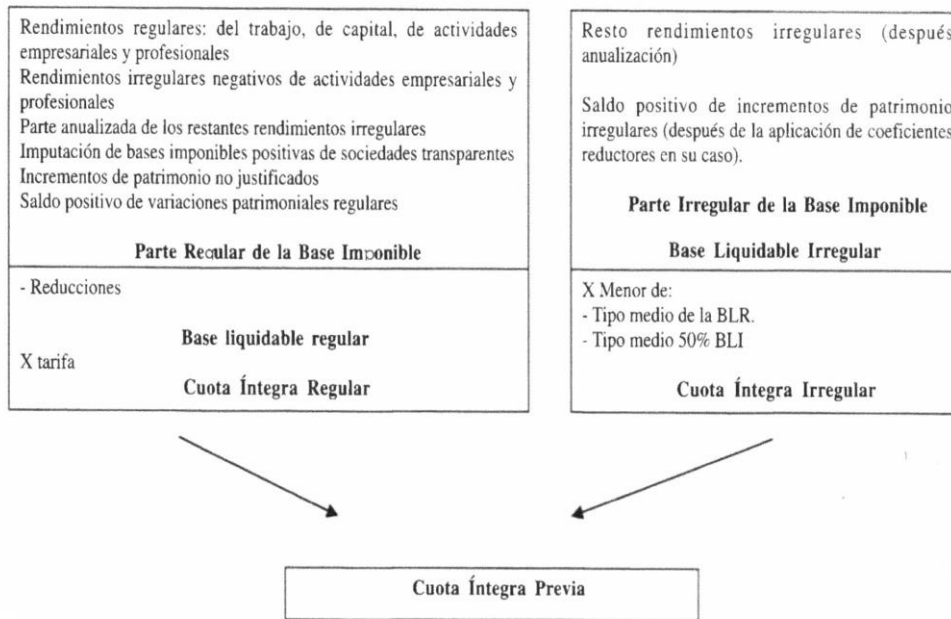 Rendimientos regulares: del trabajo, de capital, de actividades
empresariales y profesionales
Rendimientos irregulares negativos de actividades empresariales y
profesionales
Parte anualizada de los restantes rendimientos irregulares
Imputación de bases imponibles positivas de sociedades transparentes
Incrementos de patrimonio no justificados
Saldo positivo de variaciones patrimoniales regulares
Parte Regular de la Base Imponible
- Reducciones
Base liquidable regular
X tarifa
Cuota Íntegra Regular
Resto rendimientos irregulares (después
anualización)
Saldo positivo de incrementos de patrimonio
irregulares (después de la aplicación de coeficientes
reductores en su caso).
Parte Irregular de la Base Imponible
Base Liquidable Irregular
X Menor de:
- Tipo medio de la BLR.
- Tipo medio 50% BLI
Cuota Íntegra Irregular
Cuota Íntegra Previa